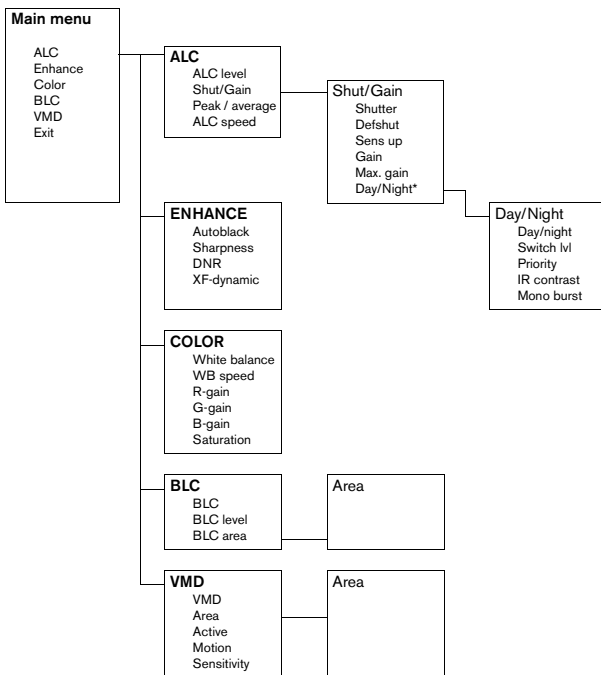 Main menu
ALC
Enhance
Color
BLC
VMD
Exit
ALC
ALC level
Shut/Gain
Peak / average
ALC speed
Shut/Gain
Shutter
Defshut
Sens up
Gain
Max. gain
Day/Night*
Day/Night
Day/night
Switch lvl
Priority
IR contrast
Mono burst
ENHANCE
Autoblack
Sharpness
DNR
XF-dynamic
COLOR
White balance
WB speed
R-gain
G-gain
B-gain
Saturation
BLC
BLC
BLC level
BLC area
Area
VMD
VMD
Area
Active
Motion
Sensitivity
Area